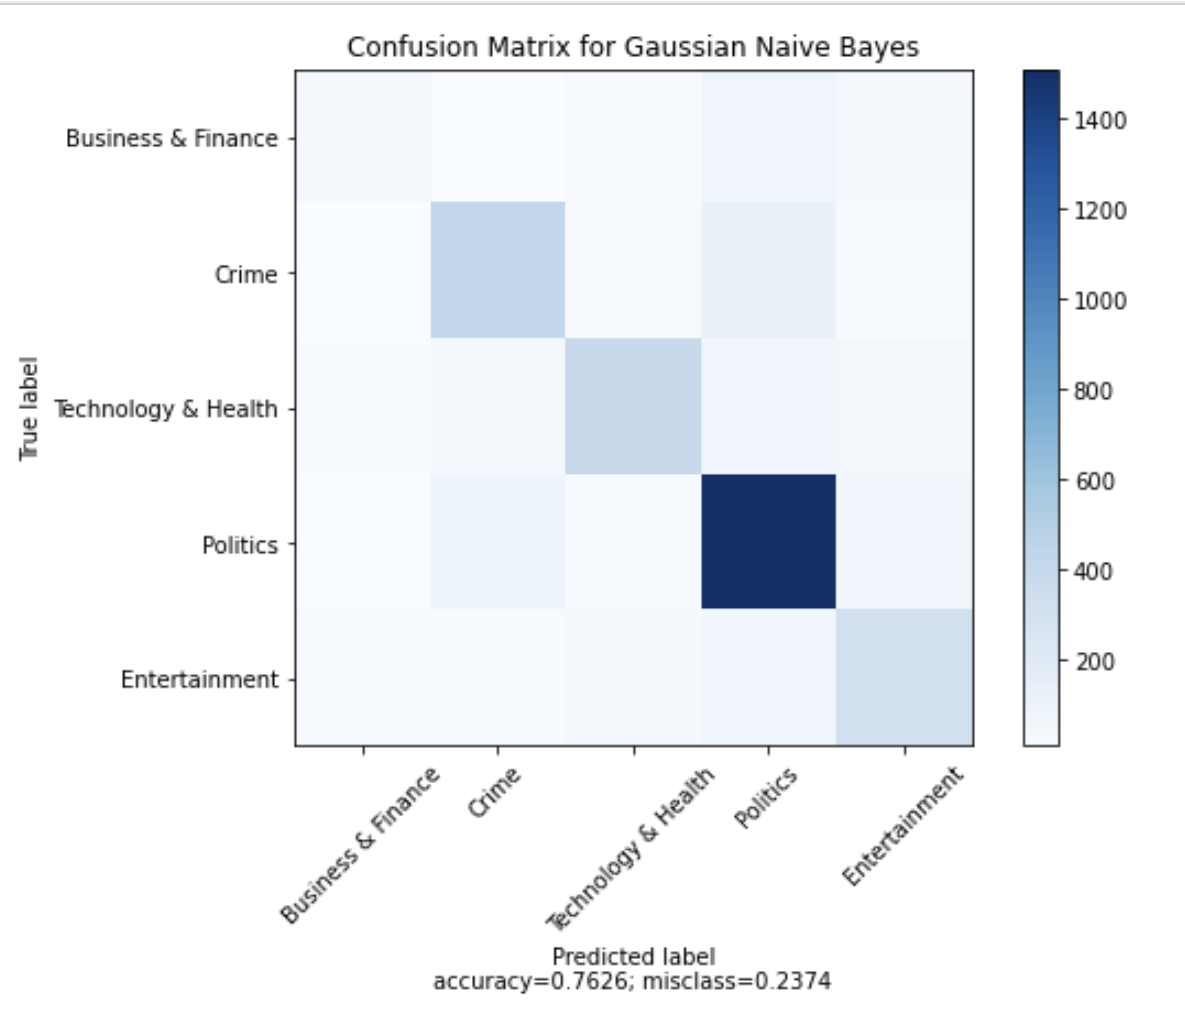 Confusion Matrix for Gaussian Naive Bayes
True label
Business & Finance
Crime
Technology & Health
Politics
Entertainment
1400
1200
1000
800
600
400
200
Business & Finance
Crime
Technology & Health
Politics
Entertainment
Predicted label
accuracy=0.7626; misclass=0.2374